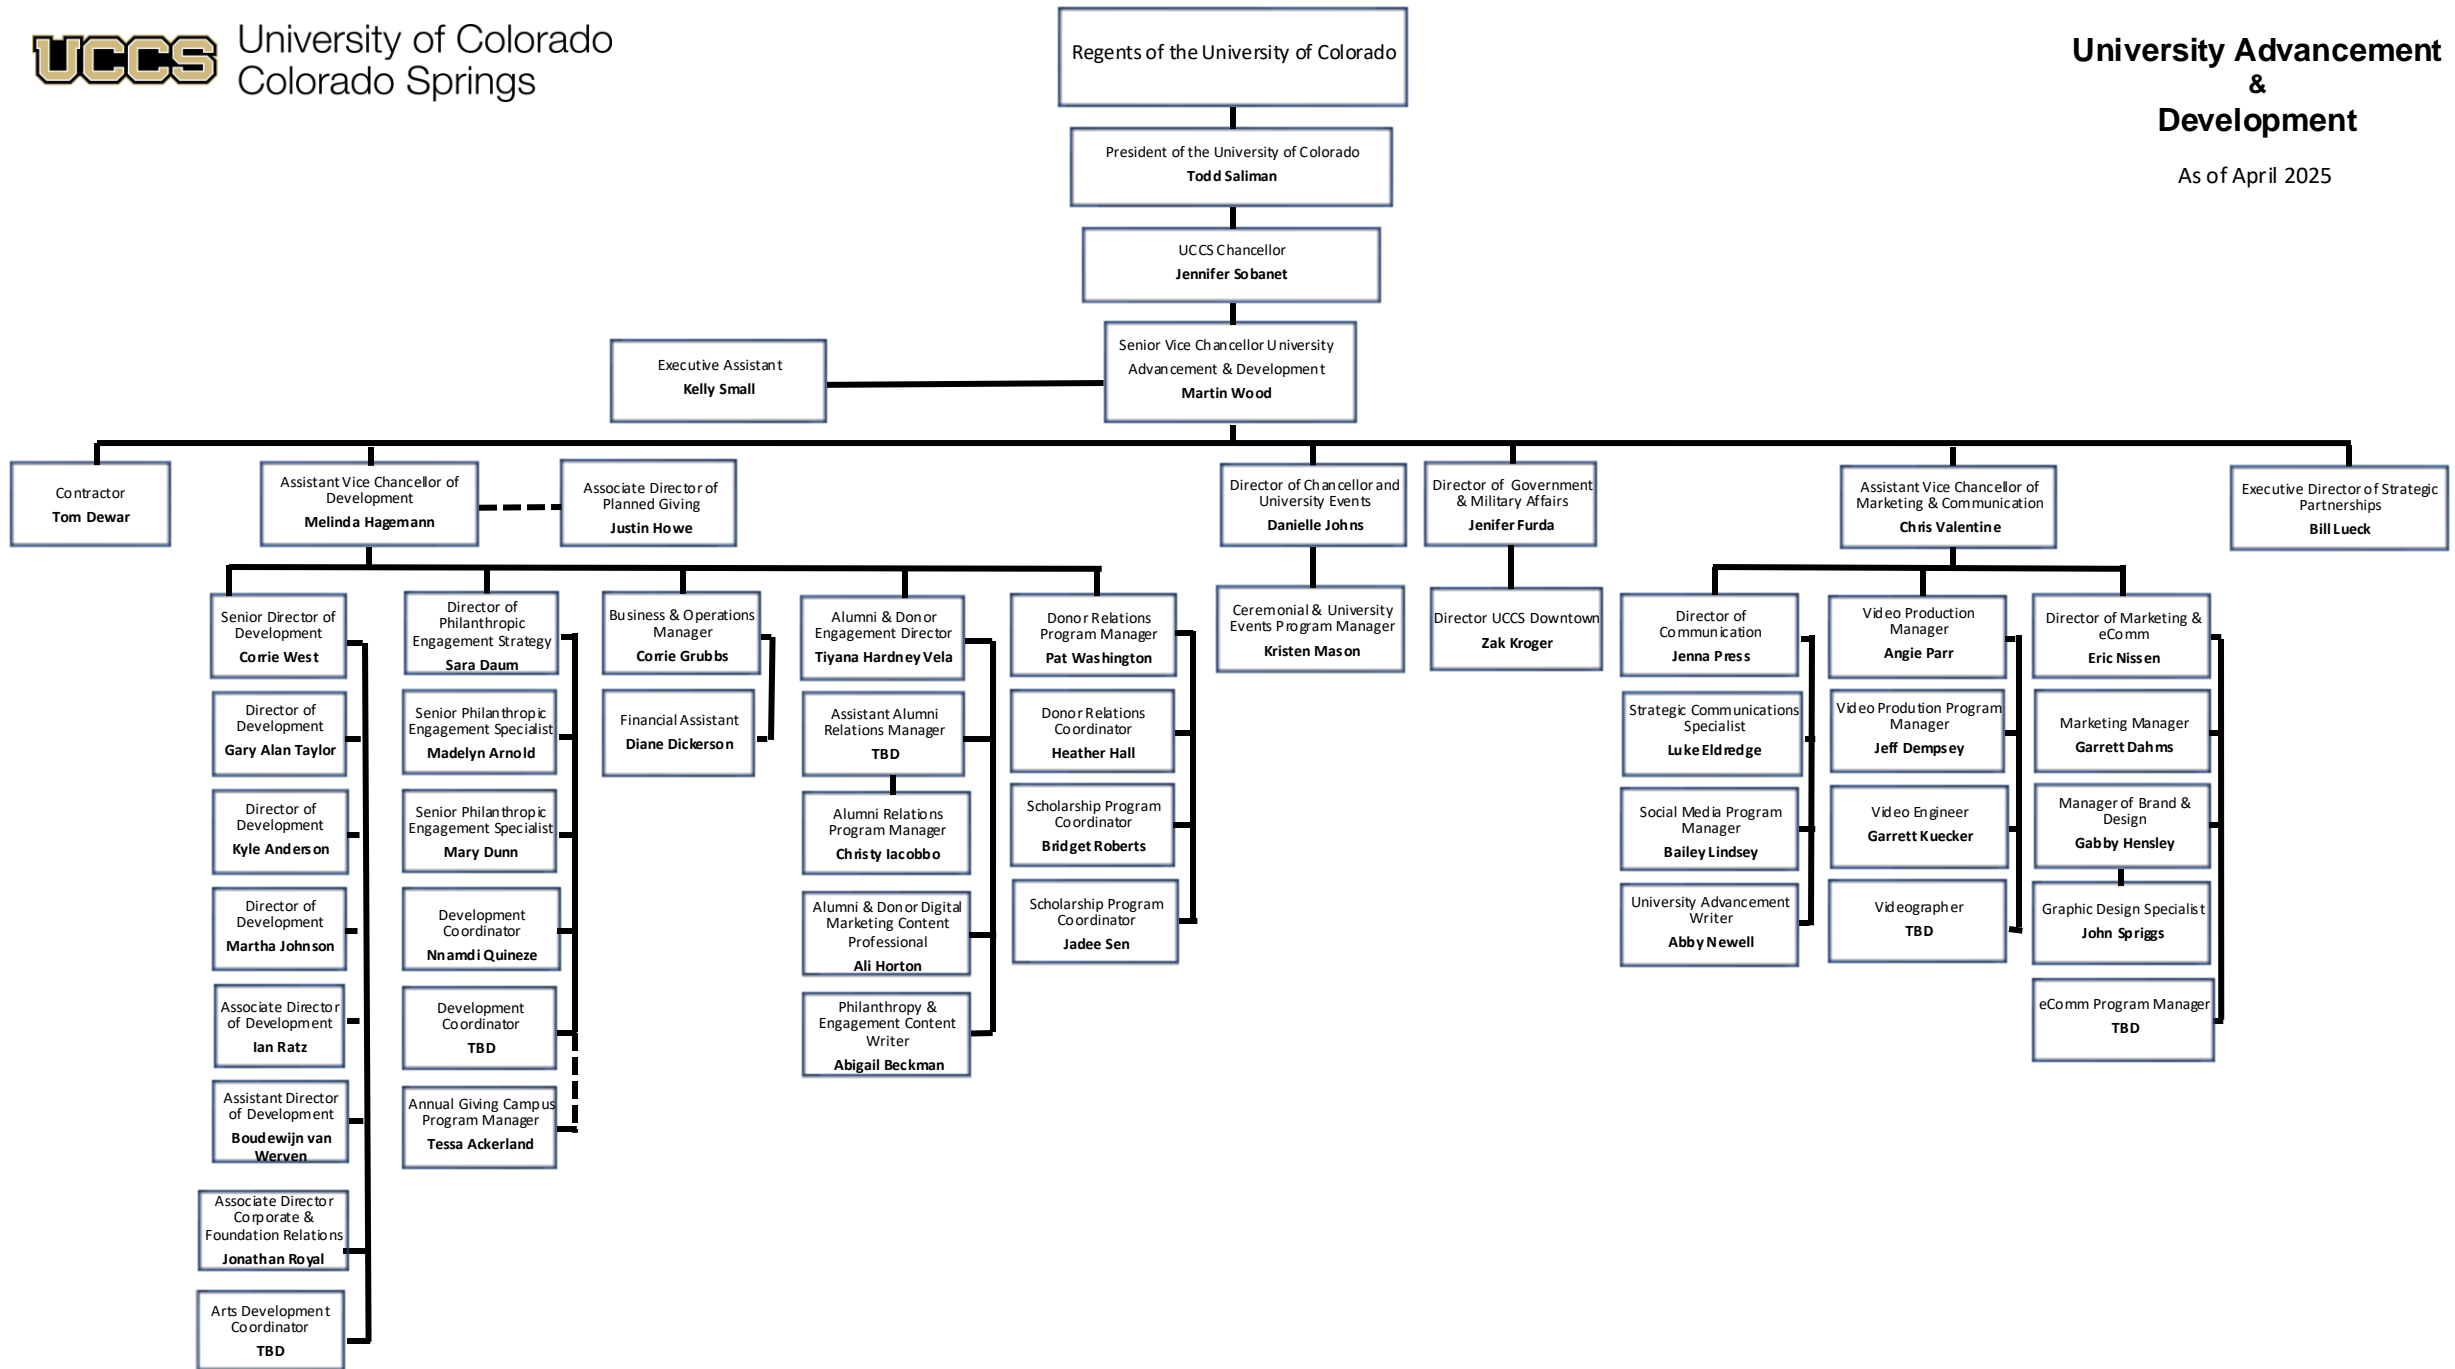 UCCS
University of Colorado
Colorado Springs
Regents of the University of Colorado
University Advancement
&
Development
As of April 2025
President of the University of Colorado
Todd Saliman
UCCS Chancellor
Jennifer Sobanet
Senior Vice Chancellor University
Advancement & Development
Martin Wood
Executive Assistant
Kelly Small
Contractor
Tom Dewar
Assistant Vice Chancellor of
Development
Melinda Hagemann
Associate Director of
Planned Giving
Justin Howe
Director of Chancellor and
University Events
Danielle Johns
Director of Government
& Military Affairs
Jenifer Furda
Assistant Vice Chancellor of
Marketing & Communication
Chris Valentine
Executive Director of Strategic
Partnerships
Bill Lueck
Senior Director of
Development
Corrie West
Director of
Development
Gary Alan Taylor
Director of
Development
Kyle Anderson
Director of
Development
Martha Johnson
Associate Director
of Development
Ian Ratz
Assistant Director
of Development
Boudewijn van
Werven
Associate Director
Corporate &
Foundation Relations
Jonathan Royal
Arts Development
Coordinator
TBD
Director of
Philanthropic
Engagement Strategy
Sara Daum
Senior Philanthropic
Engagement Specialist
Madelyn Arnold
Senior Philanthropic
Engagement Specialist
Mary Dunn
Development
Coordinator
Nnamdi Quineze
Development
Coordinator
TBD
Annual Giving Campus
Program Manager
Tessa Ackerland
Business & Operations
Manager
Corrie Grubbs
Financial Assistant
Diane Dickerson
Alumni & Donor
Engagement Director
Tiyana Hardney Vela
Assistant Alumni
Relations Manager
TBD
Alumni Relations
Program Manager
Christy Iacobbo
Alumni & Donor Digital
Marketing Content
Professional
Ali Horton
Philanthropy &
Engagement Content
Writer
Abigail Beckman
Donor Relations
Program Manager
Pat Washington
Donor Relations
Coordinator
Heather Hall
Scholarship Program
Coordinator
Bridget Roberts
Scholarship Program
Coordinator
Jadee Sen
Ceremonial & University
Events Program Manager
Kristen Mason
Director UCCS Downtown
Zak Kroger
Director of
Communication
Jenna Press
Strategic Communications
Specialist
Luke Eldredge
Social Media Program
Manager
Bailey Lindsey
University Advancement
Writer
Abby Newell
Video Production
Manager
Angie Parr
Video Prodution Program
Manager
Jeff Dempsey
Video Engineer
Garrett Kuecker
Videographer
TBD
Director of Marketing &
eComm
Eric Nissen
Marketing Manager
Garrett Dahms
Manager of Brand &
Design
Gabby Hensley
Graphic Design Specialist
John Spriggs
eComm Program Manager
TBD